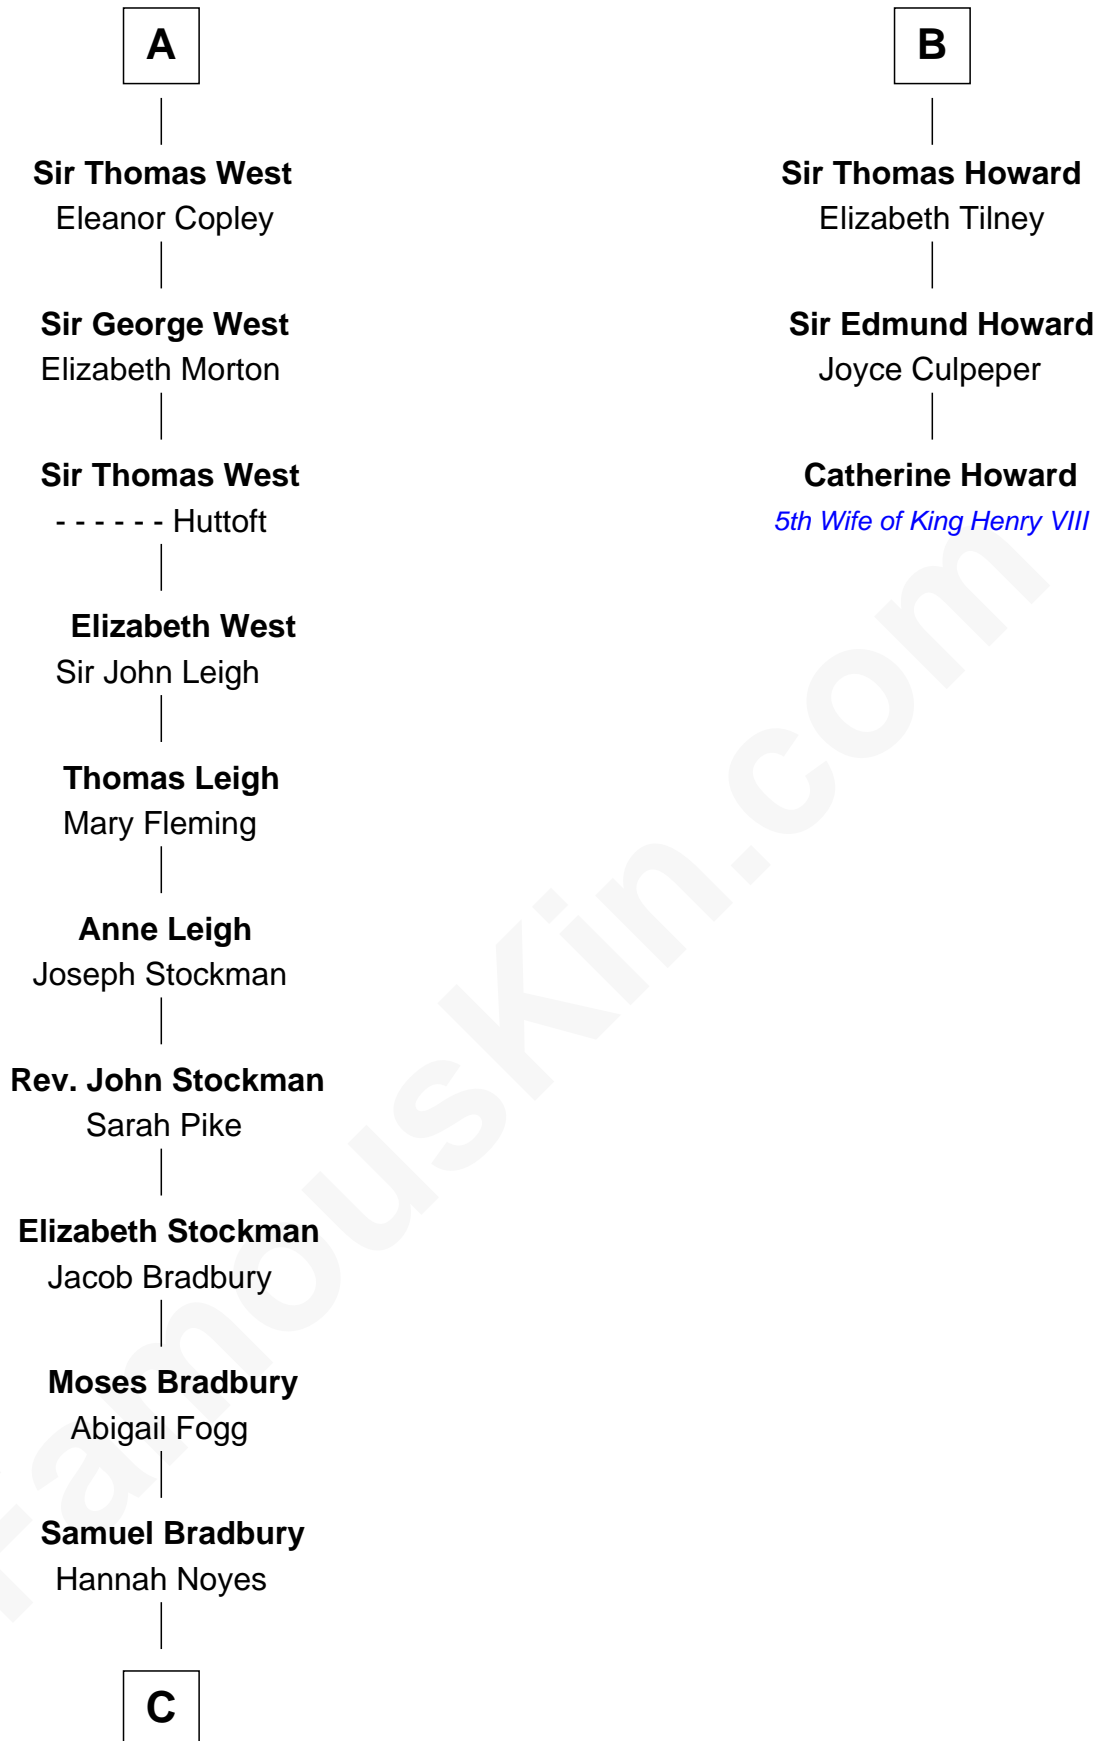 A
Sir Thomas West
Eleanor Copley
Sir George West
Elizabeth Morton
Sir Thomas West
- - - - - - Huttoft
Elizabeth West
Sir John Leigh
Thomas Leigh
Mary Fleming
Anne Leigh
Joseph Stockman
Rev. John Stockman
Sarah Pike
Elizabeth Stockman
Jacob Bradbury
Moses Bradbury
Abigail Fogg
Samuel Bradbury
Hannah Noyes
C
B
Sir Thomas Howard
Elizabeth Tilney
Sir Edmund Howard
Joyce Culpeper
Catherine Howard
5th Wife of King Henry VIII
FamousKin.com